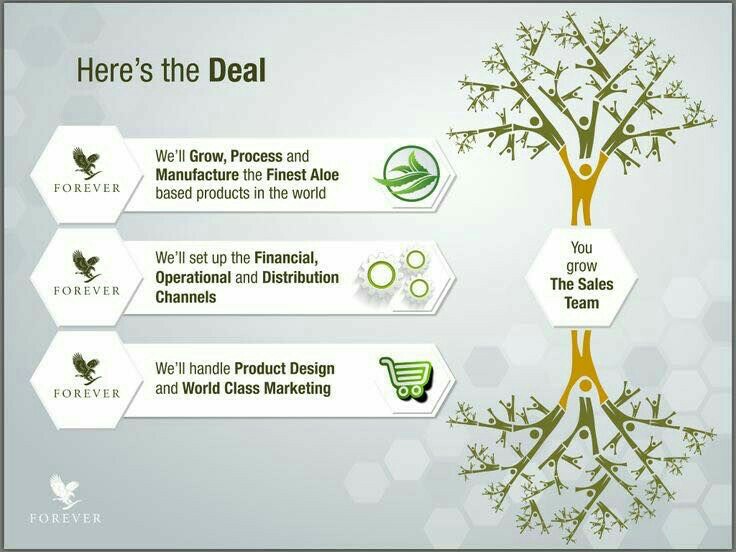 Here's the Deal
FOREVER
We'll Grow, Process and
Manufacture the Finest Aloe
based products in the world
FOREVER
We'll set up the Financial,
Operational and Distribution
Channels
FOREVER
We'll handle Product Design
and World Class Marketing
You
grow
The Sales
Team
FOREVER